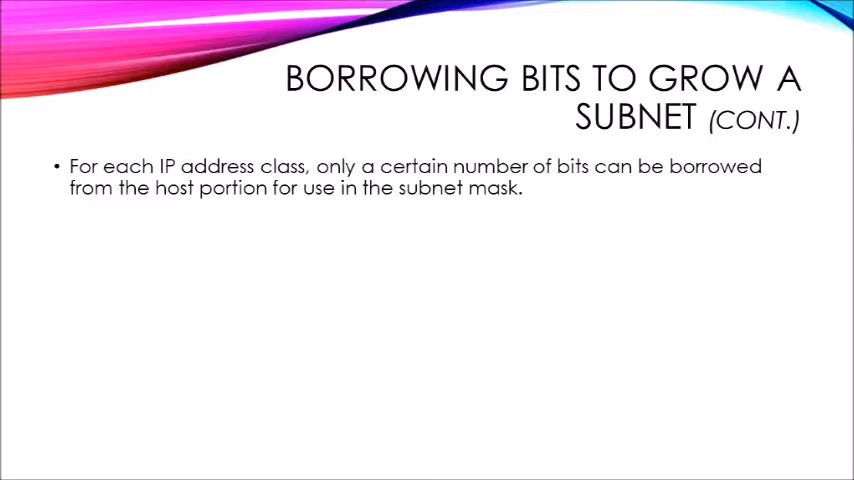 BORROWING BITS TO GROW A
SUBNET (CONT.)
• For each IP address class, only a certain number of bits can be borrowed
from the host portion for use in the subnet mask.